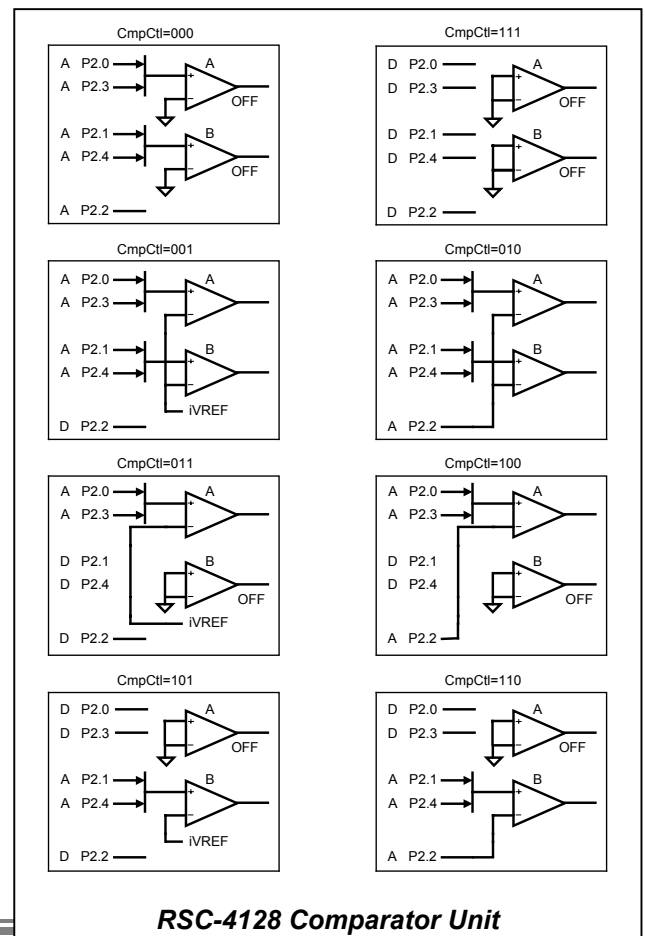 CmpCtl=000
A P2.0
A P2.3
A P2.1
A P2.4
A P2.2
+
−
A
OFF
+
−
B
OFF
CmpCtl=111
D P2.0
D P2.3
D P2.1
D P2.4
D P2.2
+
−
A
OFF
+
−
B
OFF
CmpCtl=001
A P2.0
A P2.3
A P2.1
A P2.4
D P2.2
+
−
A
+
−
B
iVREF
CmpCtl=010
A P2.0
A P2.3
A P2.1
A P2.4
A P2.2
+
−
A
+
−
B
CmpCtl=011
A P2.0
A P2.3
D P2.1
D P2.4
D P2.2
+
−
A
+
−
B
OFF
iVREF
CmpCtl=100
A P2.0
A P2.3
D P2.1
D P2.4
A P2.2
+
−
A
+
−
B
OFF
CmpCtl=101
D P2.0
D P2.3
A P2.1
A P2.4
D P2.2
+
−
A
OFF
+
−
B
iVREF
CmpCtl=110
D P2.0
D P2.3
A P2.1
A P2.4
A P2.2
+
−
A
OFF
+
−
B
RSC-4128 Comparator Unit